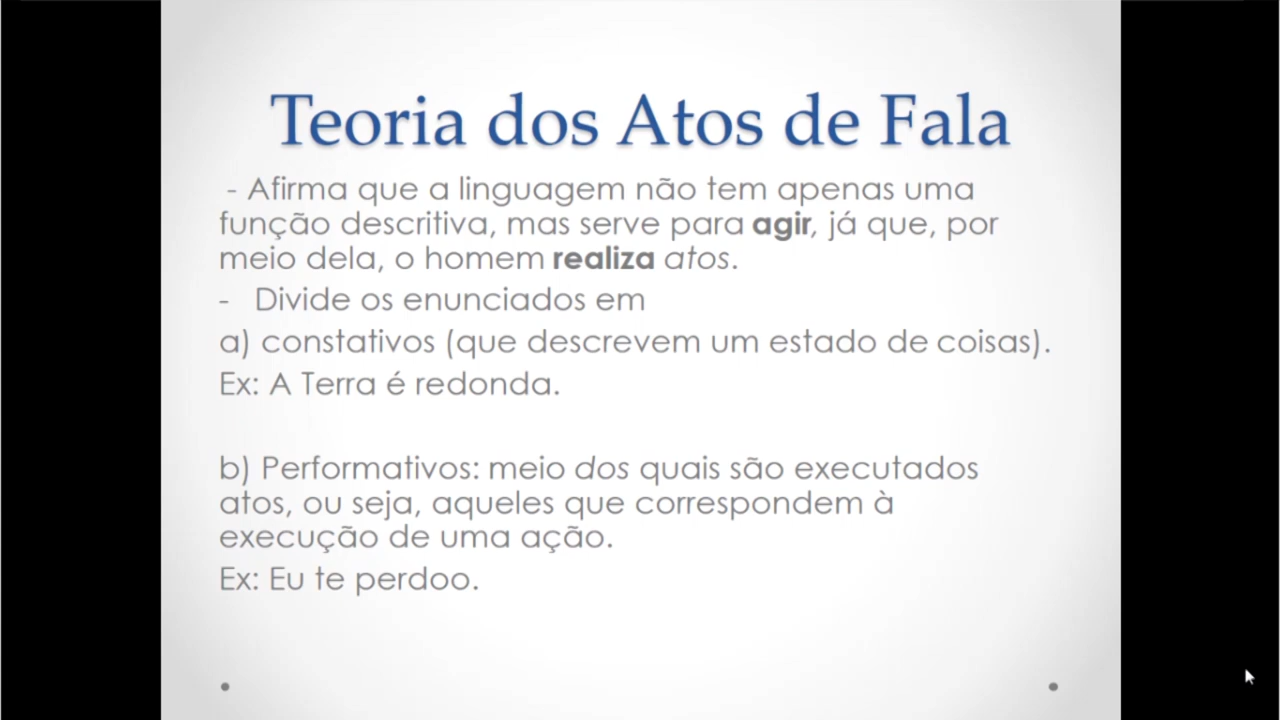 Teoria dos Atos de Fala
- Afirma que a linguagem não tem apenas uma
função descritiva, mas serve para agir, já que, por
meio dela, o homem realiza atos.
- Divide os enunciados em
a) constativos (que descrevem um estado de coisas).
Ex: A Terra é redonda.
b) Performativos: meio dos quais são executados
atos, ou seja, aqueles que correspondem à
execução de uma ação.
Ex: Eu te perdoo.